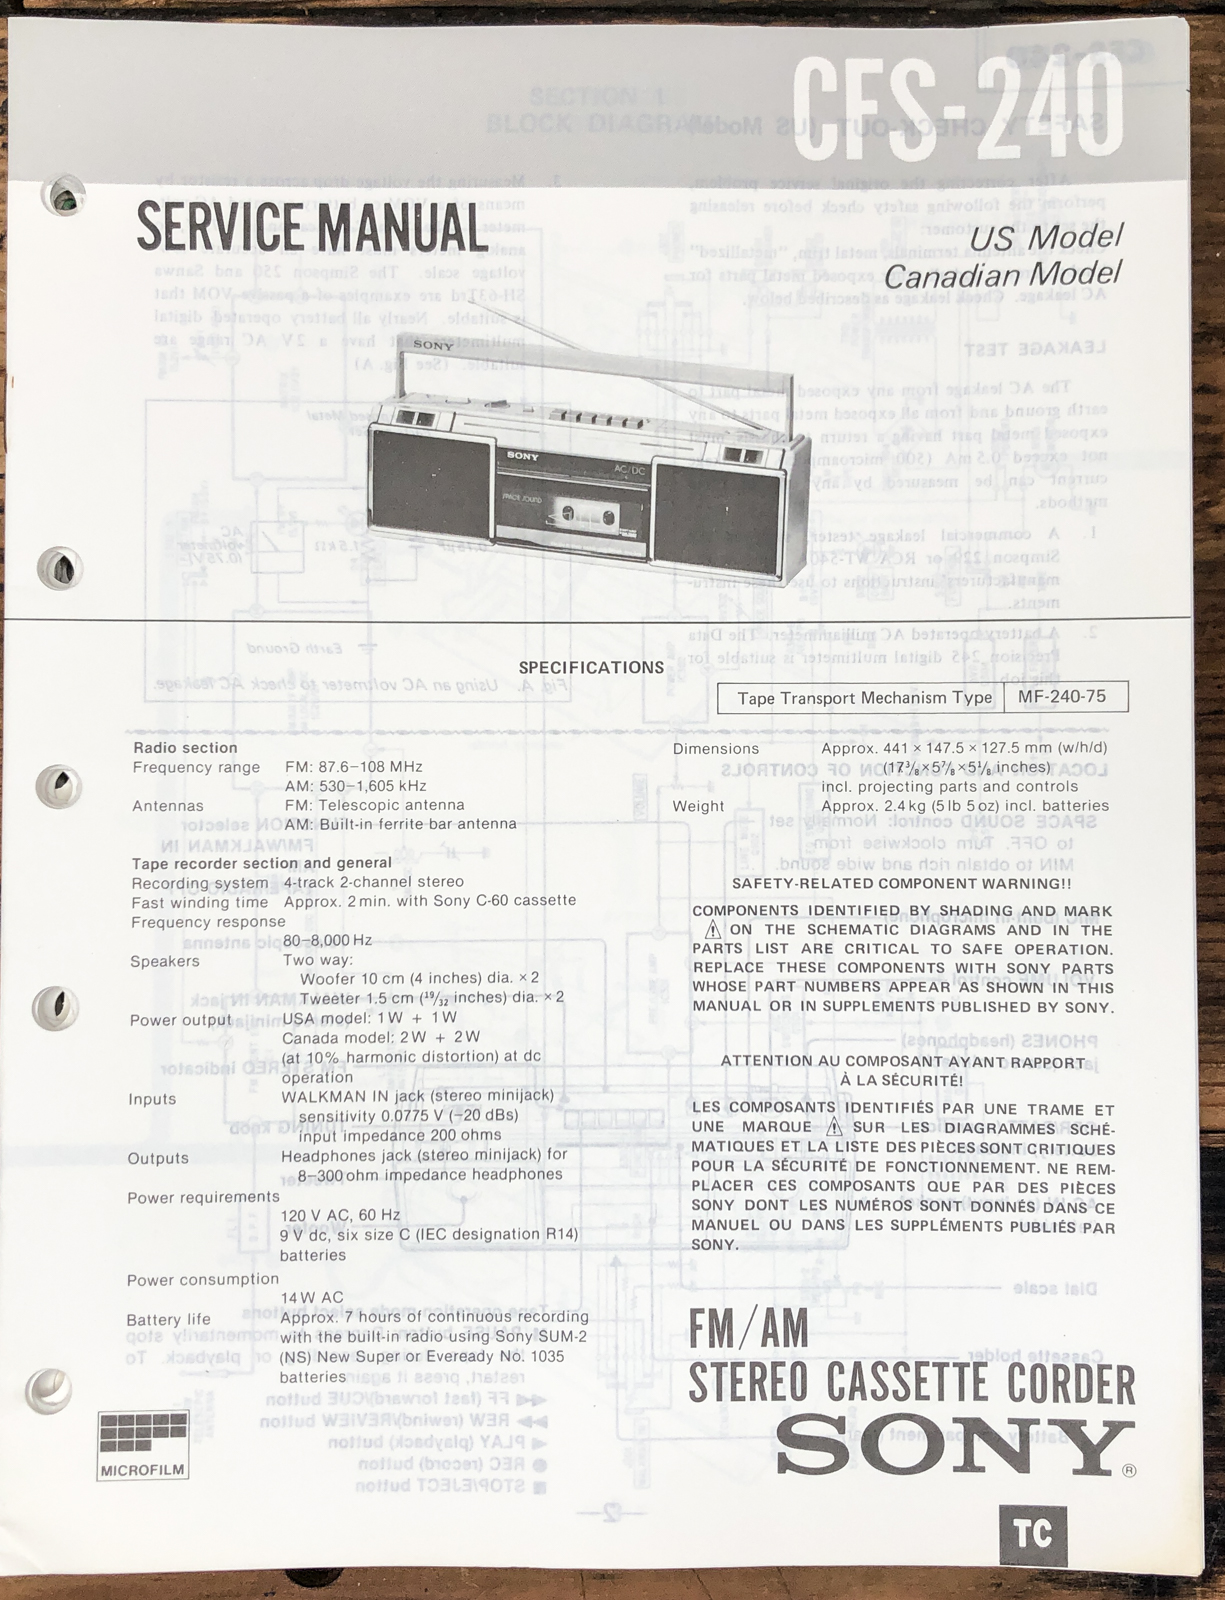 CFS-240
SERVICE MANUAL
US Model
Canadian Model
SONY
SONY
AC/DC
SPACE SOUND
SPECIFICATIONS
Tape Transport Mechanism Type MF-240-75
Radio section
Frequency range FM: 87.6–108 MHz
AM: 530–1,605 kHz
Antennas FM: Telescopic antenna
AM: Built-in ferrite bar antenna
Tape recorder section and general
Recording system 4-track 2-channel stereo
Fast winding time Approx. 2 min. with Sony C-60 cassette
Frequency response
80–8,000 Hz
Speakers Two way:
Woofer 10 cm (4 inches) dia. × 2
Tweeter 1.5 cm (19/32 inches) dia. × 2
Power output USA model: 1W + 1W
Canada model: 2W + 2W
(at 10% harmonic distortion) at dc
operation
Inputs WALKMAN IN jack (stereo minijack)
sensitivity 0.0775 V (−20 dBs)
input impedance 200 ohms
Outputs Headphones jack (stereo minijack) for
8–300 ohm impedance headphones
Power requirements
120 V AC, 60 Hz
9 V dc, six size C (IEC designation R14)
batteries
Power consumption
14W AC
Battery life Approx. 7 hours of continuous recording
with the built-in radio using Sony SUM-2
(NS) New Super or Eveready No. 1035
batteries
Dimensions Approx. 441 × 147.5 × 127.5 mm (w/h/d)
(17 3/8 × 5 7/8 × 5 1/8 inches)
incl. projecting parts and controls
Weight Approx. 2.4 kg (5 lb 5 oz) incl. batteries
SAFETY-RELATED COMPONENT WARNING!!
COMPONENTS IDENTIFIED BY SHADING AND MARK
⚠ ON THE SCHEMATIC DIAGRAMS AND IN THE
PARTS LIST ARE CRITICAL TO SAFE OPERATION.
REPLACE THESE COMPONENTS WITH SONY PARTS
WHOSE PART NUMBERS APPEAR AS SHOWN IN THIS
MANUAL OR IN SUPPLEMENTS PUBLISHED BY SONY.
ATTENTION AU COMPOSANT AYANT RAPPORT
À LA SÉCURITÉ!
LES COMPOSANTS IDENTIFIÉS PAR UNE TRAME ET
UNE MARQUE ⚠ SUR LES DIAGRAMMES SCHÉ-
MATIQUES ET LA LISTE DES PIÈCES SONT CRITIQUES
POUR LA SÉCURITÉ DE FONCTIONNEMENT. NE REM-
PLACER CES COMPOSANTS QUE PAR DES PIÈCES
SONY DONT LES NUMÉROS SONT DONNÉS DANS CE
MANUEL OU DANS LES SUPPLÉMENTS PUBLIÉS PAR
SONY.
FM/AM
STEREO CASSETTE CORDER
SONY®
MICROFILM
TC